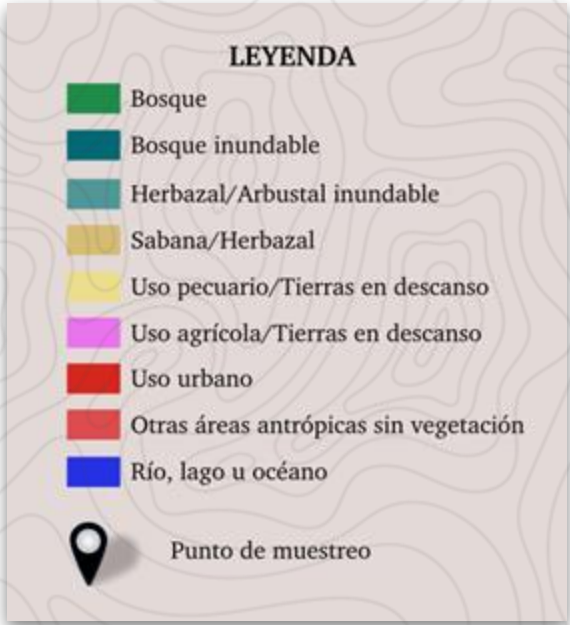 LEYENDA
Bosque
Bosque inundable
Herbazal/Arbustal inundable
Sabana/Herbazal
Uso pecuario/Tierras en descanso
Uso agrícola/Tierras en descanso
Uso urbano
Otras áreas antrópicas sin vegetación
Río, lago u océano
Punto de muestreo